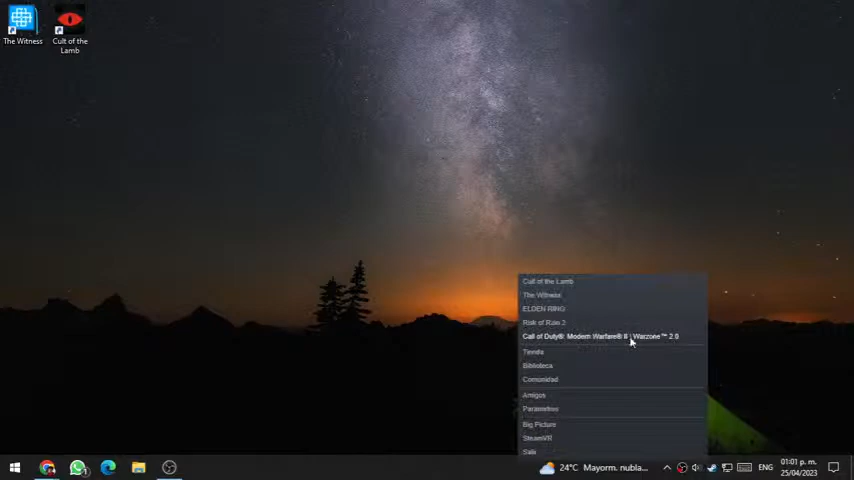 The Witness
Cult of the
Lamb
Cult of the Lamb
The Witness
ELDEN RING
Risk of Rain 2
Call of Duty®: Modern Warfare® II | Warzone™ 2.0
Tienda
Biblioteca
Comunidad
Amigos
Parámetros
Big Picture
SteamVR
Salir
24°C Mayorm. nubla...
ENG
01:01 p. m.
25/04/2023
1